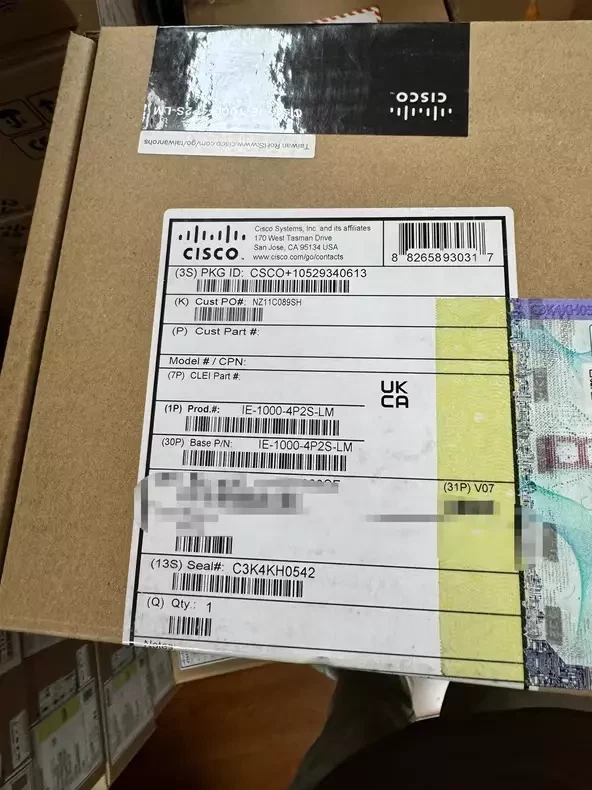 CISCO
Taiwan RoHS:www.cisco.com/go/taiwanrohs
CISCO
Cisco Systems, Inc. and its affiliates
170 West Tasman Drive
San Jose, CA 95134 USA
www.cisco.com/go/contacts
8 8265893031 7
(3S) PKG ID: CSCO+10529340613
(K) Cust PO#: NZ11C089SH
(P) Cust Part #:
Model # / CPN:
(7P) CLEI Part #:
UK
CA
(1P) Prod.#: IE-1000-4P2S-LM
(30P) Base P/N: IE-1000-4P2S-LM
(31P) V07
(13S) Seal#: C3K4KH0542
(Q) Qty.: 1